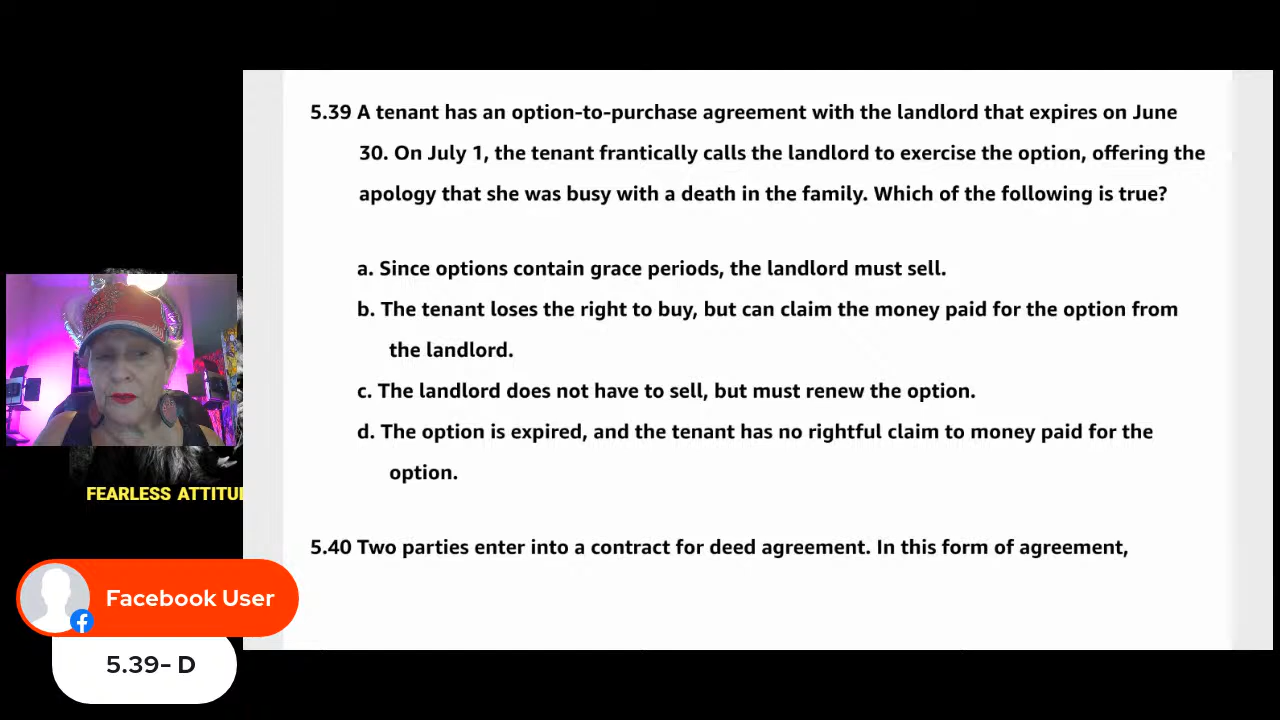 5.39 A tenant has an option-to-purchase agreement with the landlord that expires on June
30. On July 1, the tenant frantically calls the landlord to exercise the option, offering the
apology that she was busy with a death in the family. Which of the following is true?
a. Since options contain grace periods, the landlord must sell.
b. The tenant loses the right to buy, but can claim the money paid for the option from
the landlord.
c. The landlord does not have to sell, but must renew the option.
d. The option is expired, and the tenant has no rightful claim to money paid for the
option.
5.40 Two parties enter into a contract for deed agreement. In this form of agreement,
FEARLESS
Facebook User
5.39- D